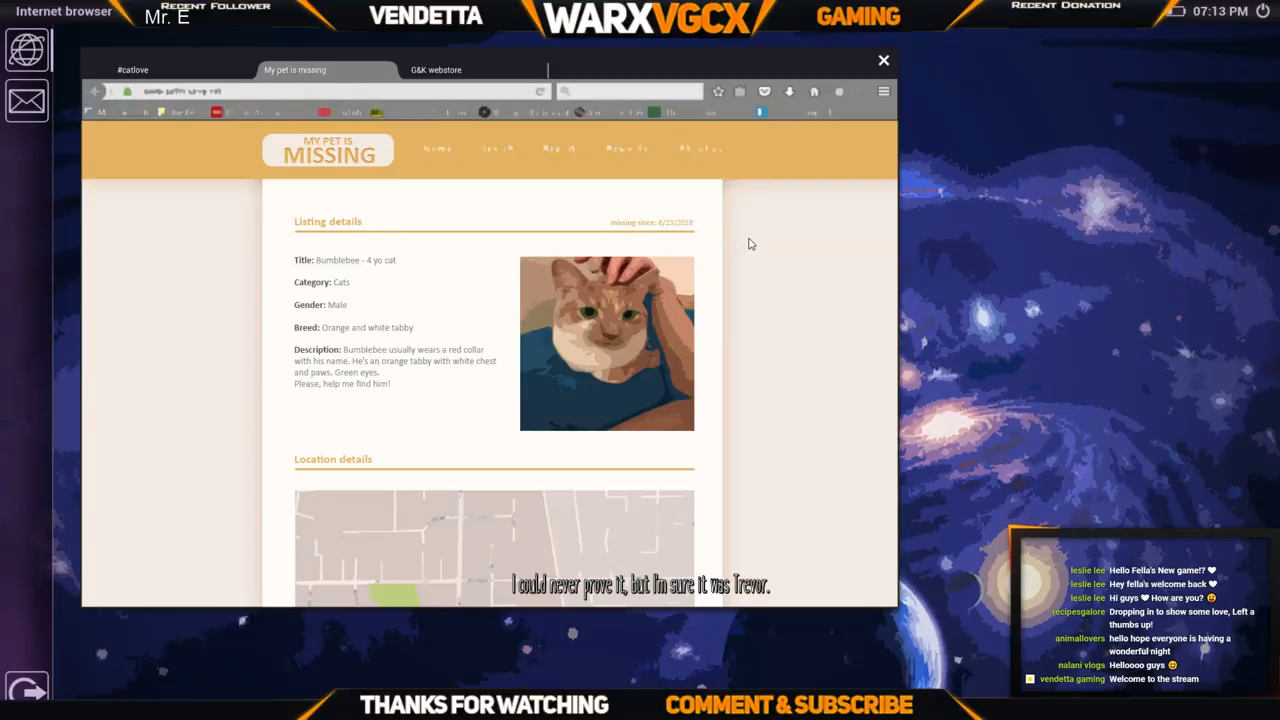 Internet browser
RECENT FOLLOWER
Mr. E
VENDETTA
WARXVGCX
GAMING
RECENT DONATION
07:13 PM
#catlove
My pet is missing
G&K webstore
MY PET IS
MISSING
Listing details
missing since: 6/23/2018
Title: Bumblebee - 4 yo cat
Category: Cats
Gender: Male
Breed: Orange and white tabby
Description: Bumblebee usually wears a red collar
with his name. He's an orange tabby with white chest
and paws. Green eyes.
Please, help me find him!
Location details
I could never prove it, but I'm sure it was Trevor.
leslie lee Hello Fella's New game!?
leslie lee Hey fella's welcome back
leslie lee Hi guys How are you?
recipesgalore Dropping in to show some love, Left a
thumbs up!
animallovers hello hope everyone is having a
wonderful night
nalani vlogs Helloooo guys
vendetta gaming Welcome to the stream
THANKS FOR WATCHING
COMMENT & SUBSCRIBE